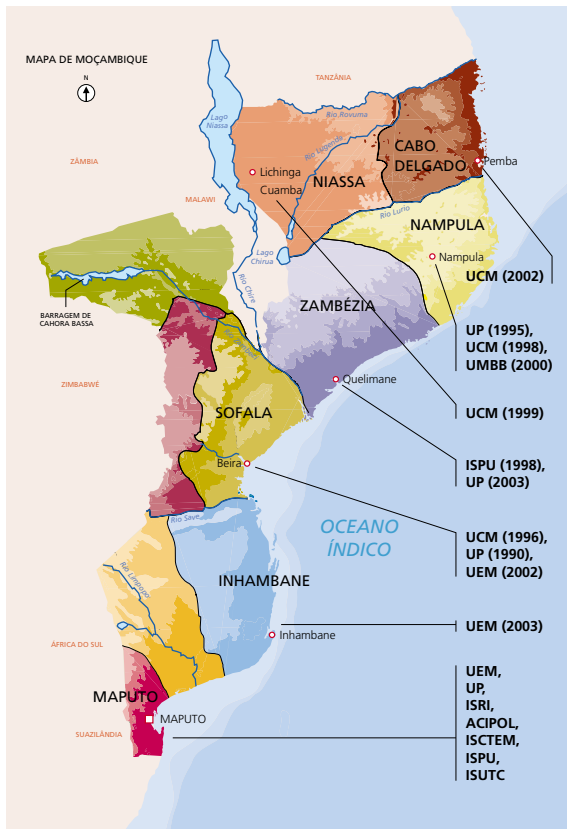 MAPA DE MOÇAMBIQUE
N
TANZÂNIA
Lago
Niassa
Rio Rovuma
Rio Lugenda
CABO
DELGADO
Pemba
ZÂMBIA
Lichinga
Cuamba
NIASSA
MALAWI
Rio Lurio
NAMPULA
Nampula
UCM (2002)
Lago
Chirua
Rio Chire
BARRAGEM DE
CAHORA BASSA
ZAMBÉZIA
UP (1995),
UCM (1998),
UMBB (2000)
ZIMBABWÉ
Quelimane
UCM (1999)
SOFALA
Beira
ISPU (1998),
UP (2003)
Rio Save
OCEANO
ÍNDICO
UCM (1996),
UP (1990),
UEM (2002)
Rio Limpopo
INHAMBANE
UEM (2003)
Inhambane
ÁFRICA DO SUL
MAPUTO
MAPUTO
SUAZILÂNDIA
UEM,
UP,
ISRI,
ACIPOL,
ISCTEM,
ISPU,
ISUTC